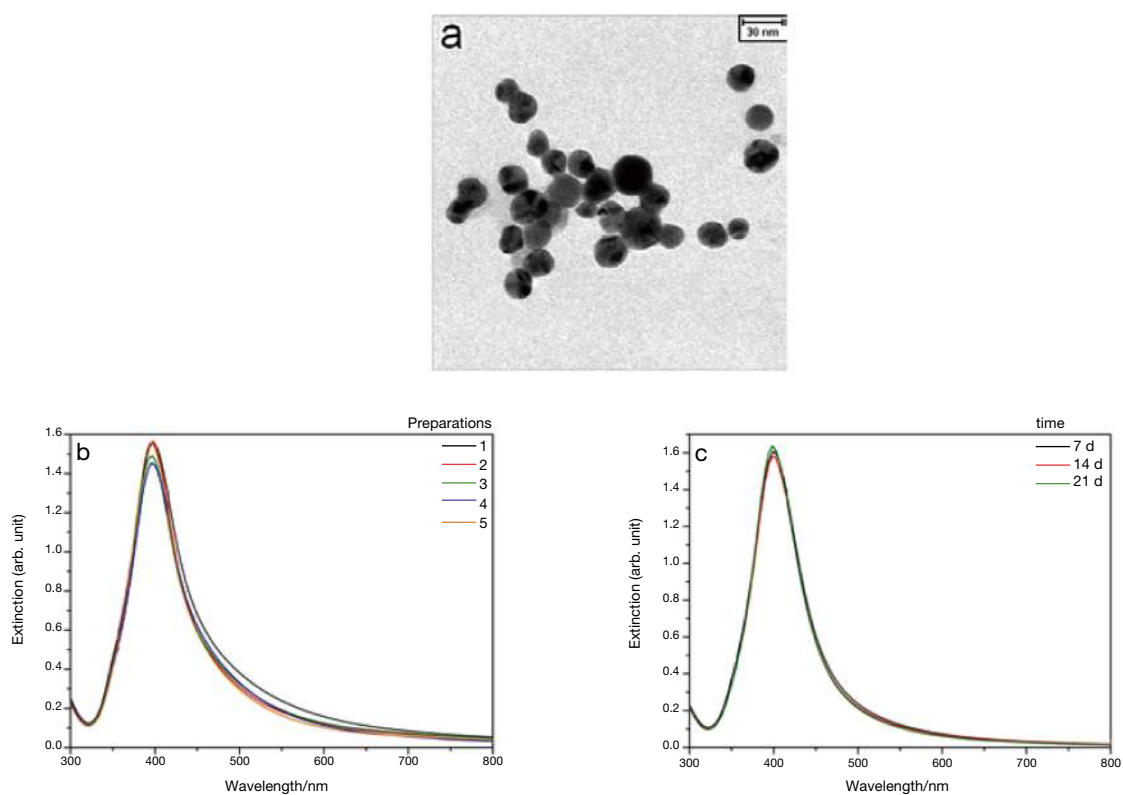 a
30 nm
Preparations
b
1
2
3
4
5
1.6
1.4
1.2
1.0
0.8
0.6
0.4
0.2
0.0
Extinction (arb. unit)
300 400 500 600 700 800
Wavelength/nm
time
c
7 d
14 d
21 d
1.6
1.4
1.2
1.0
0.8
0.6
0.4
0.2
0.0
Extinction (arb. unit)
300 400 500 600 700 800
Wavelength/nm